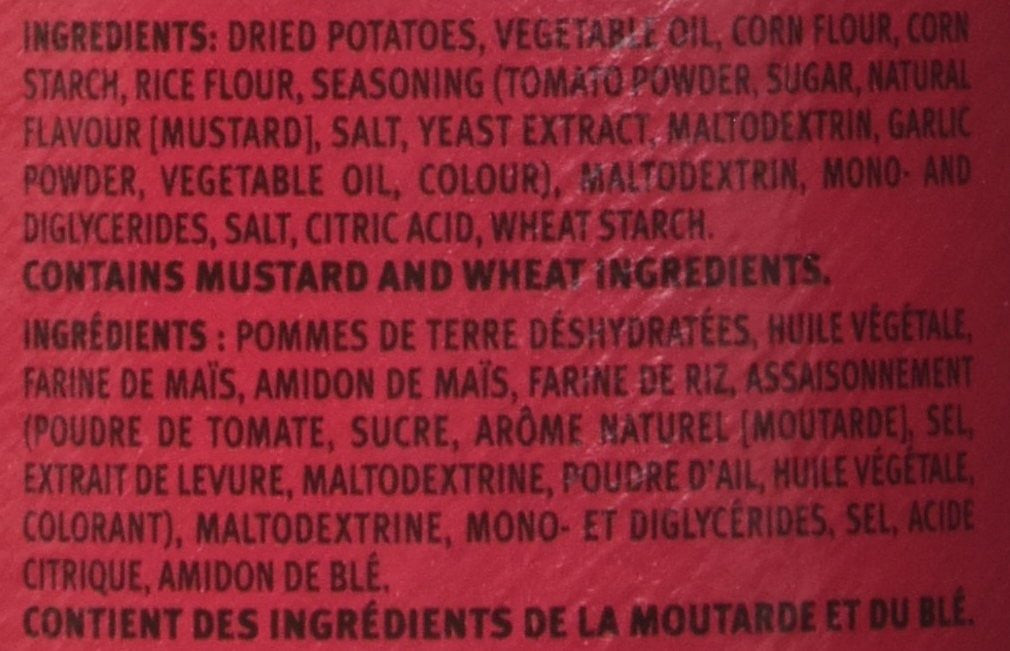 INGREDIENTS: DRIED POTATOES, VEGETABLE OIL, CORN FLOUR, CORN
STARCH, RICE FLOUR, SEASONING (TOMATO POWDER, SUGAR, NATURAL
FLAVOUR [MUSTARD], SALT, YEAST EXTRACT, MALTODEXTRIN, GARLIC
POWDER, VEGETABLE OIL, COLOUR), MALTODEXTRIN, MONO- AND
DIGLYCERIDES, SALT, CITRIC ACID, WHEAT STARCH.
CONTAINS MUSTARD AND WHEAT INGREDIENTS.
INGRÉDIENTS : POMMES DE TERRE DÉSHYDRATÉES, HUILE VÉGÉTALE,
FARINE DE MAÏS, AMIDON DE MAÏS, FARINE DE RIZ, ASSAISONNEMENT
(POUDRE DE TOMATE, SUCRE, ARÔME NATUREL [MOUTARDE], SEL,
EXTRAIT DE LEVURE, MALTODEXTRINE, POUDRE D'AIL, HUILE VÉGÉTALE,
COLORANT), MALTODEXTRINE, MONO- ET DIGLYCÉRIDES, SEL, ACIDE
CITRIQUE, AMIDON DE BLÉ.
CONTIENT DES INGRÉDIENTS DE LA MOUTARDE ET DU BLÉ.